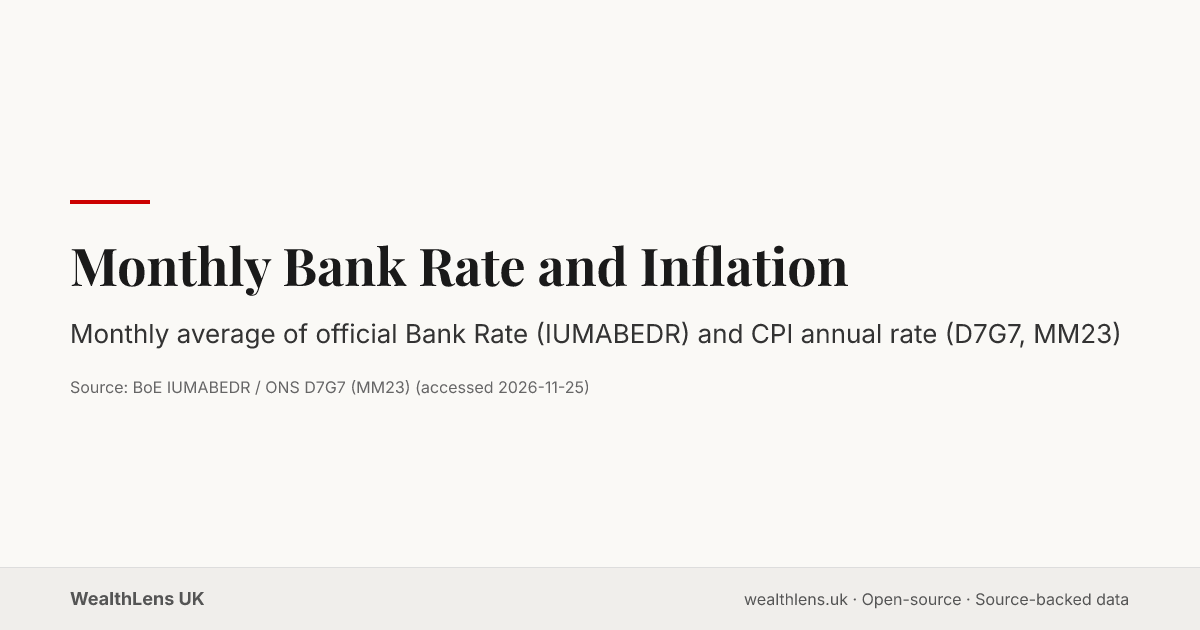 Monthly Bank Rate and Inflation
Monthly average of official Bank Rate (IUMABEDR) and CPI annual rate (D7G7, MM23)
Source: BoE IUMABEDR / ONS D7G7 (MM23) (accessed 2026-11-25)
WealthLens UK
wealthlens.uk · Open-source · Source-backed data